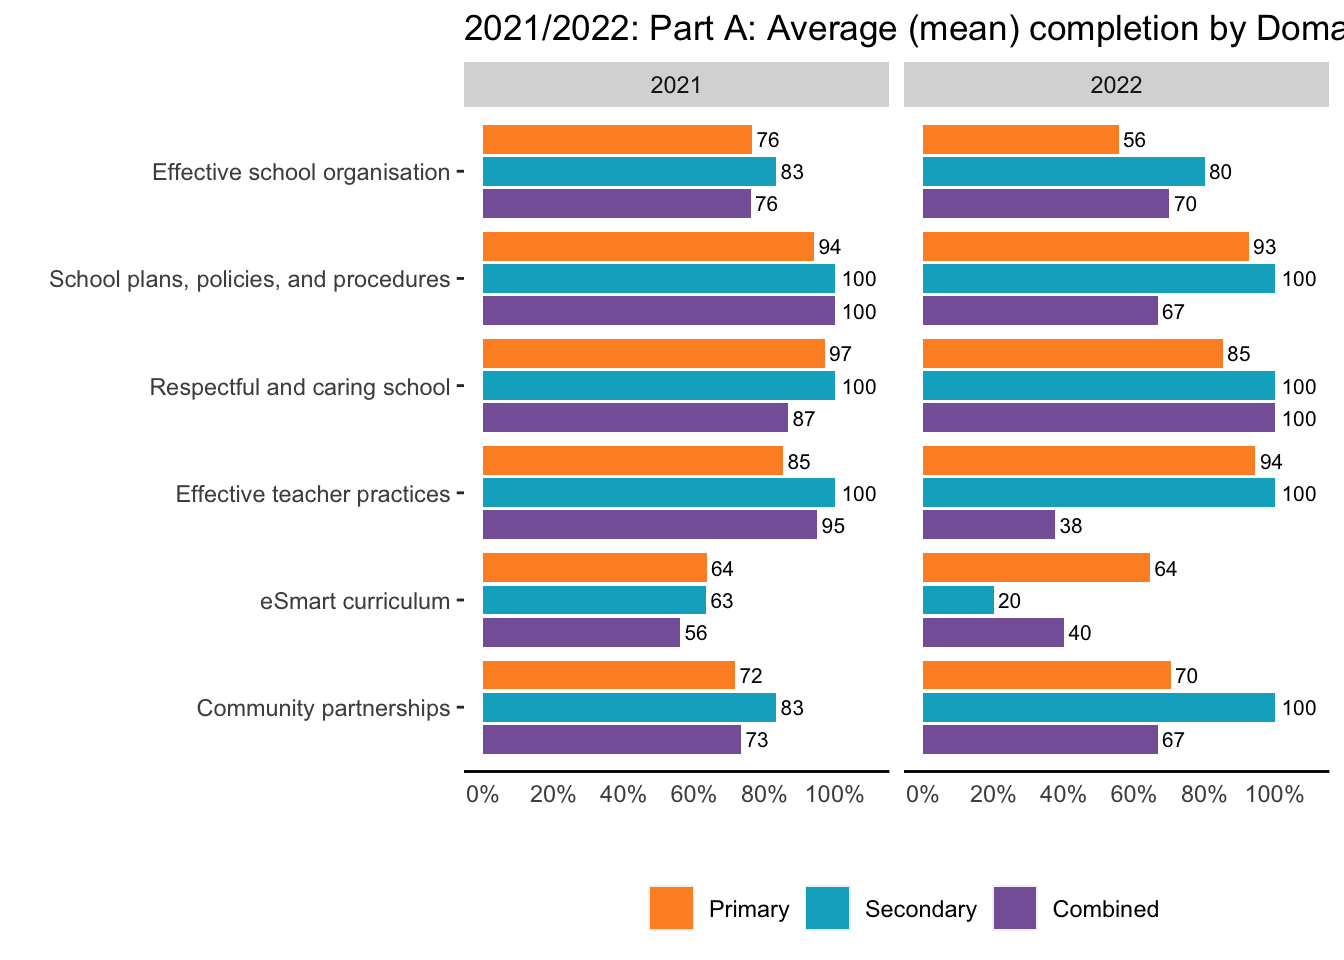 2021/2022: Part A: Average (mean) completion by Doma
2021 2022
Effective school organisation
76 56
83 80
76 70
School plans, policies, and procedures
94 93
100 100
100 67
Respectful and caring school
97 85
100 100
87 100
Effective teacher practices
85 94
100 100
95 38
eSmart curriculum
64 64
63 20
56 40
Community partnerships
72 70
83 100
73 67
0% 20% 40% 60% 80% 100% 0% 20% 40% 60% 80% 100%
Primary Secondary Combined